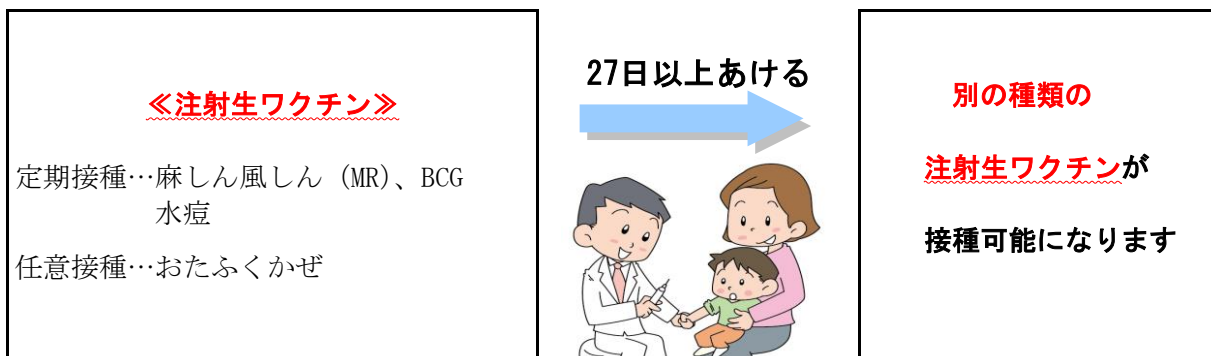 ≪注射生ワクチン≫
定期接種…麻しん風しん (MR)、BCG
水痘
任意接種…おたふくかぜ
27日以上あける
別の種類の
注射生ワクチンが
接種可能になります